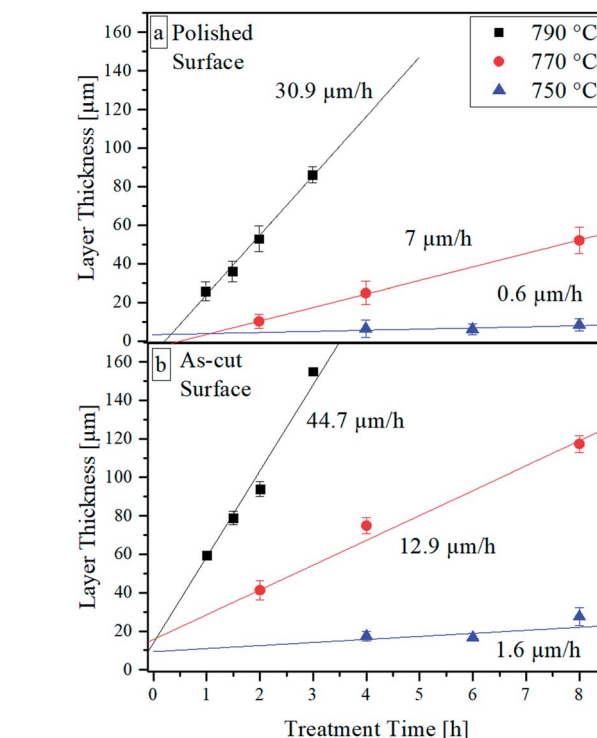 160
140
120
100
80
60
40
20
0
Layer Thickness [µm]
a Polished
Surface
790 °C
770 °C
750 °C
30.9 µm/h
7 µm/h
0.6 µm/h
160
140
120
100
80
60
40
20
0
Layer Thickness [µm]
b As-cut
Surface
44.7 µm/h
12.9 µm/h
1.6 µm/h
0 1 2 3 4 5 6 7 8
Treatment Time [h]